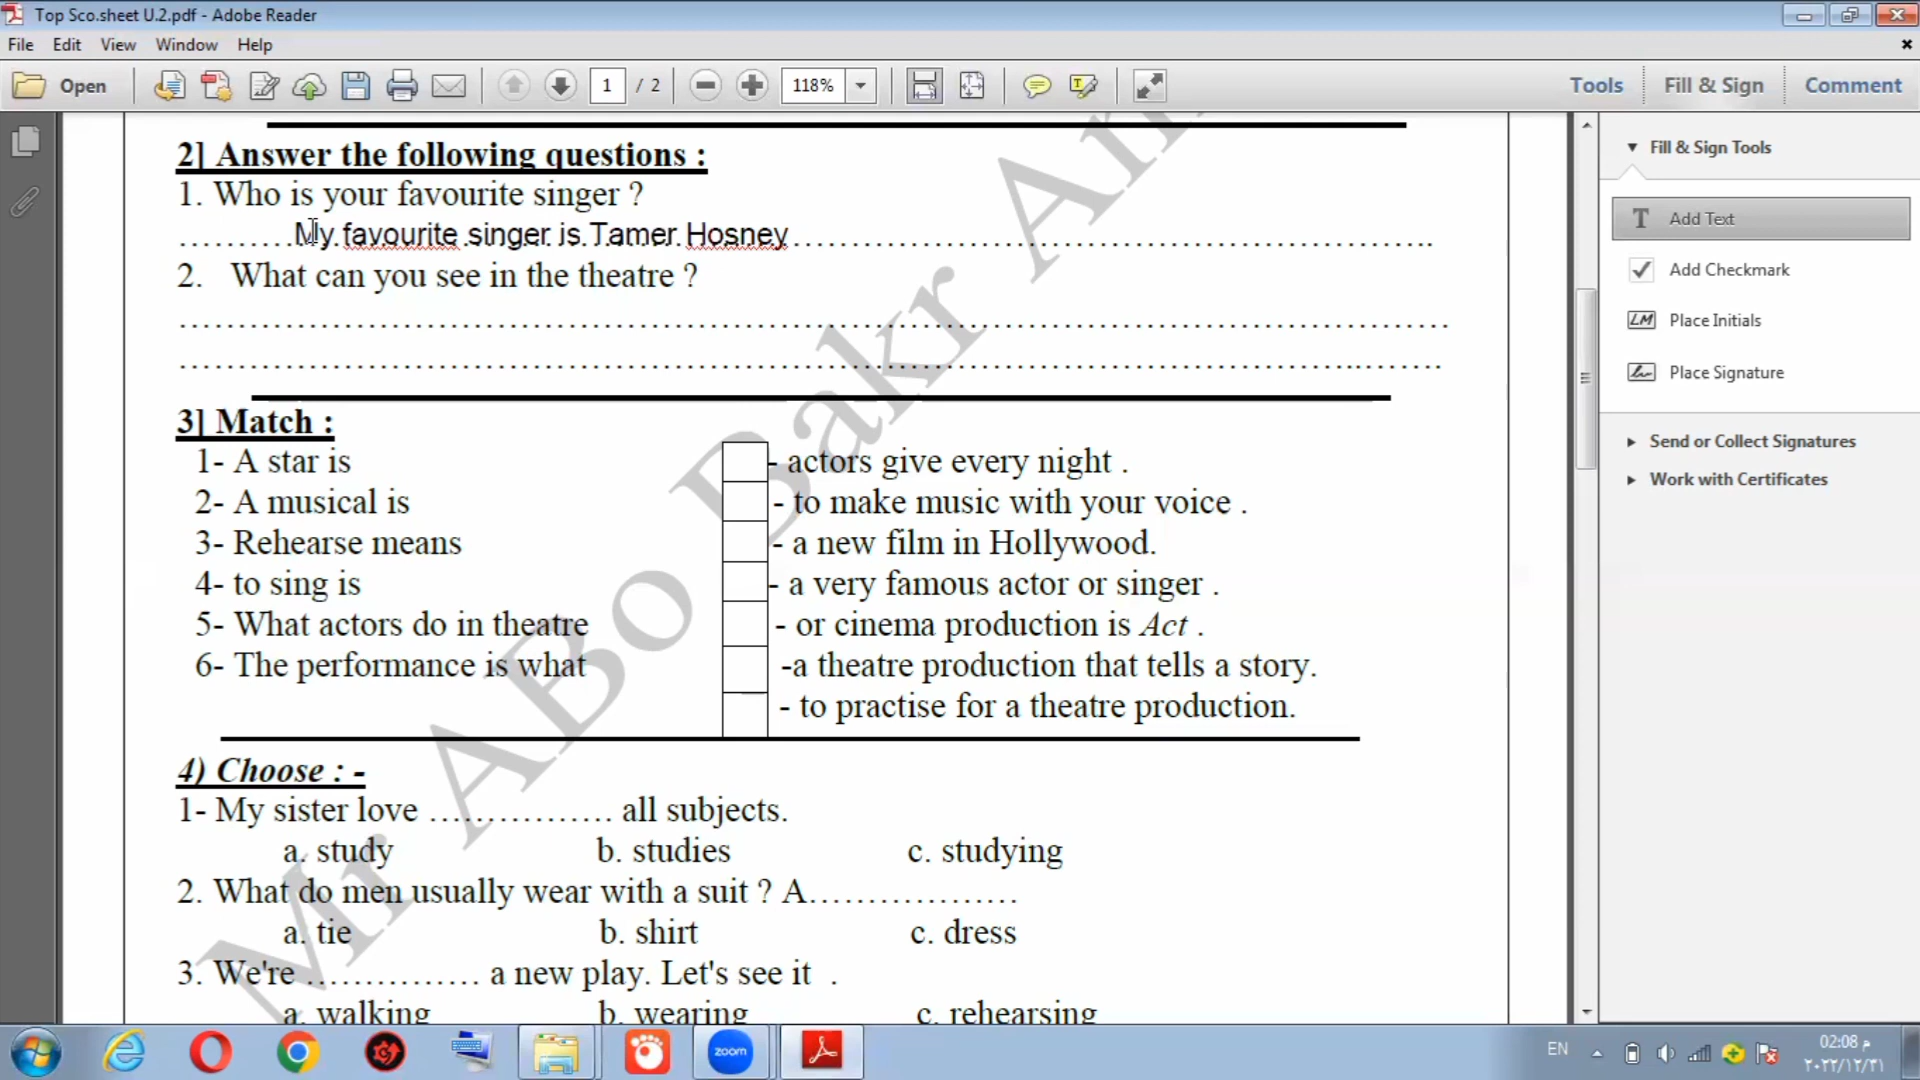 Top Sco.sheet U.2.pdf - Adobe Reader
File Edit View Window Help
Open 1 / 2 118% Tools Fill & Sign Comment
2] Answer the following questions :
1. Who is your favourite singer ?
..........My favourite singer is Tamer Hosney..........
2. What can you see in the theatre ?
3] Match :
1- A star is - actors give every night .
2- A musical is - to make music with your voice .
3- Rehearse means - a new film in Hollywood.
4- to sing is - a very famous actor or singer .
5- What actors do in theatre - or cinema production is Act .
6- The performance is what -a theatre production that tells a story.
- to practise for a theatre production.
4) Choose : -
1- My sister love ................ all subjects.
a. study b. studies c. studying
2. What do men usually wear with a suit ? A..................
a. tie b. shirt c. dress
3. We're ............... a new play. Let's see it .
a. walking b. wearing c. rehearsing
Mr ABo Bakr Am
Fill & Sign Tools
T Add Text
Add Checkmark
LM Place Initials
Place Signature
Send or Collect Signatures
Work with Certificates
zoom
EN
02:08 م
٢٠٢٢/١٢/٣١